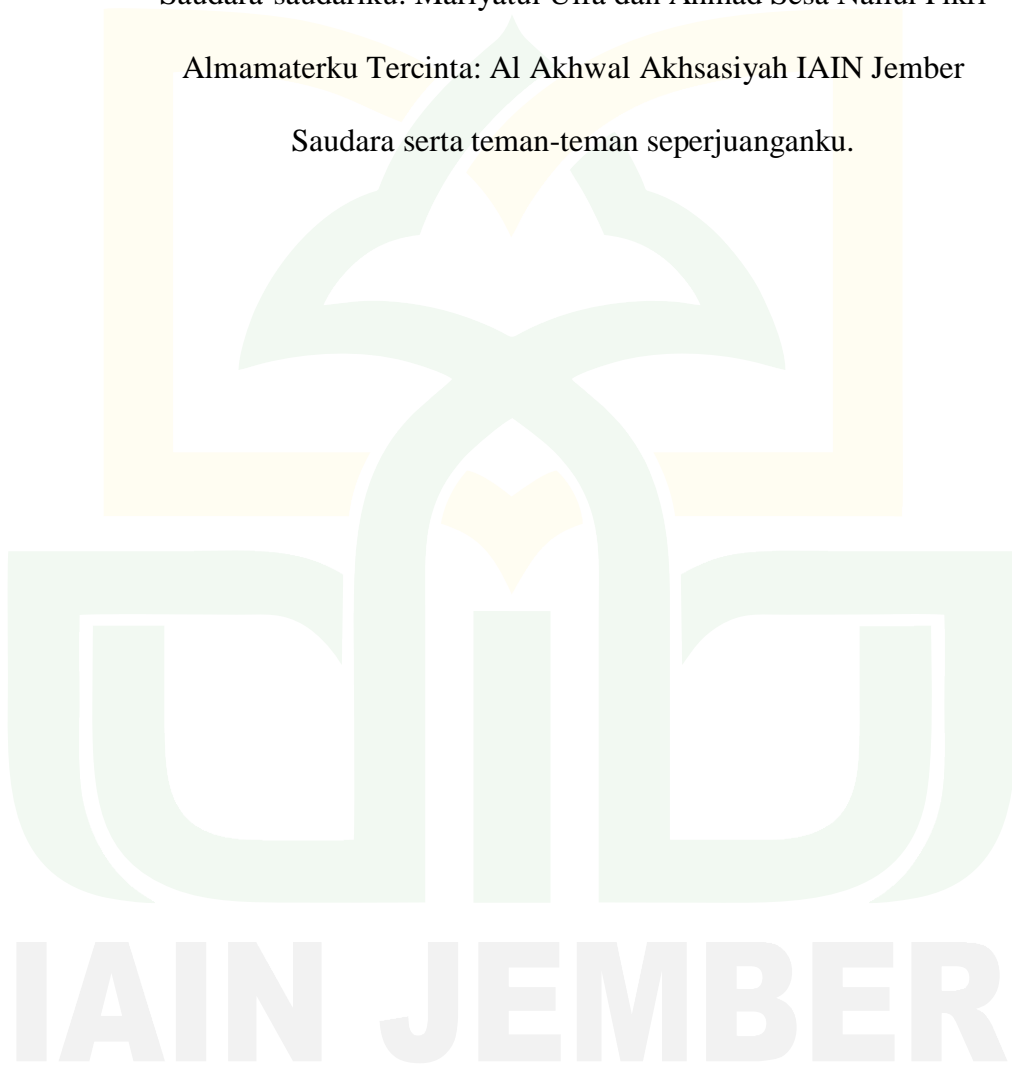 Almamaterku Tercinta: Al Akhwal Akhsasiyah IAIN Jember
Saudara serta teman-teman seperjuanganku.
IAIN JEMBER